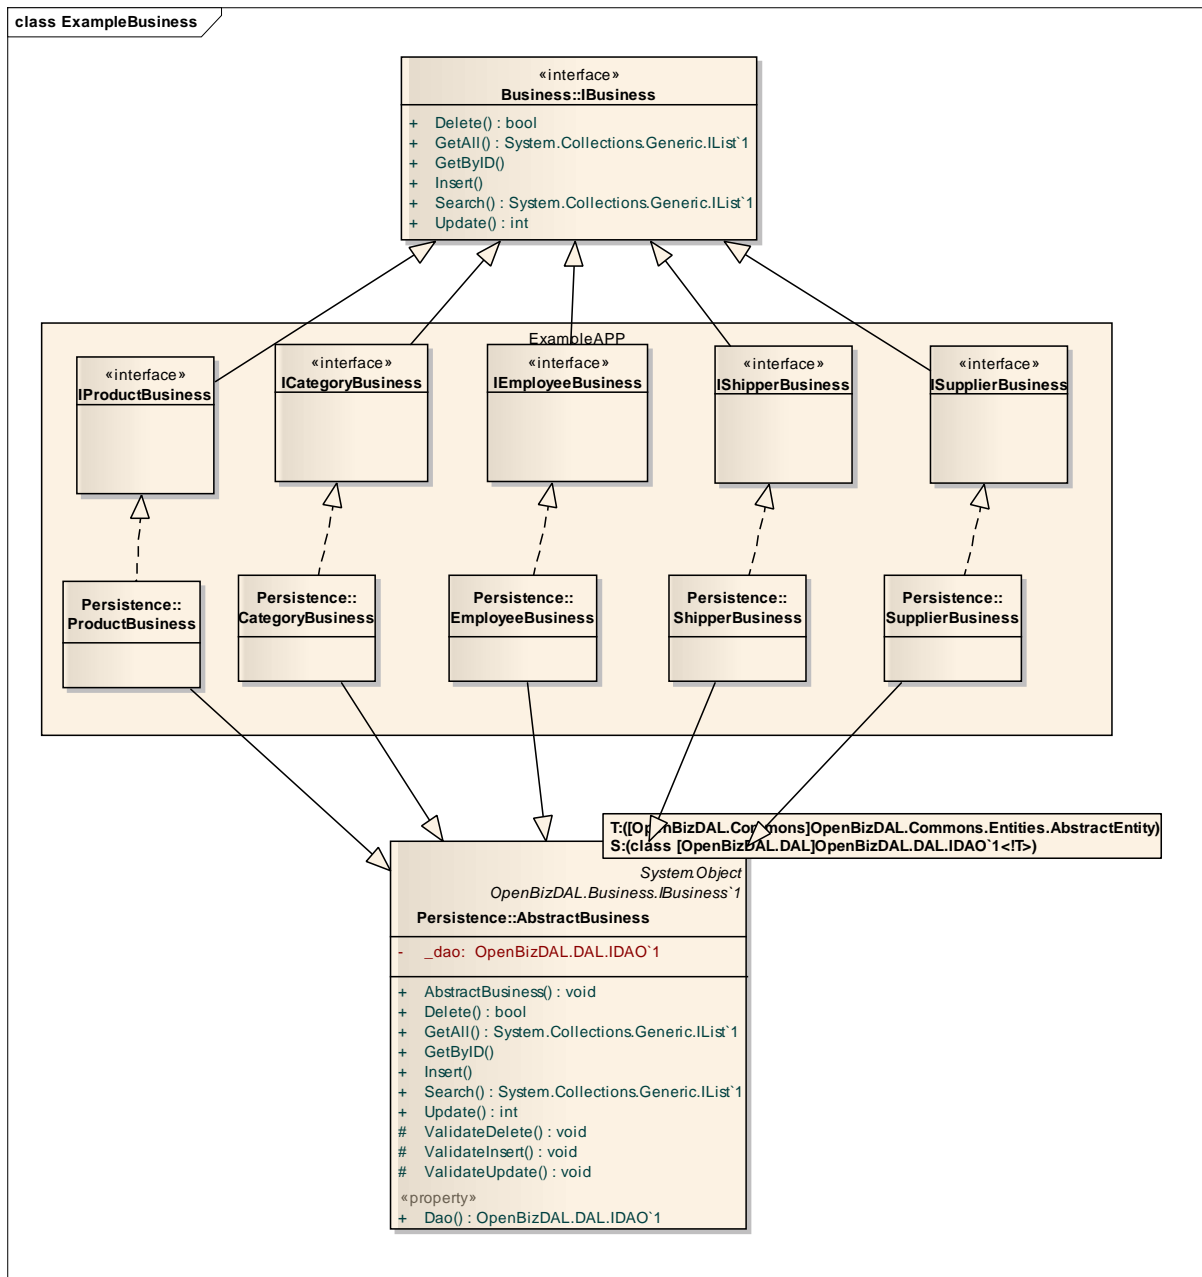 class ExampleBusiness
«interface»
Business::IBusiness
+ Delete() : bool
+ GetAll() : System.Collections.Generic.IList`1
+ GetByID()
+ Insert()
+ Search() : System.Collections.Generic.IList`1
+ Update() : int
ExampleAPP
«interface»
IProductBusiness
«interface»
ICategoryBusiness
«interface»
IEmployeeBusiness
«interface»
IShipperBusiness
«interface»
ISupplierBusiness
Persistence::
ProductBusiness
Persistence::
CategoryBusiness
Persistence::
EmployeeBusiness
Persistence::
ShipperBusiness
Persistence::
SupplierBusiness
T:([OpenBizDAL.Commons]OpenBizDAL.Commons.Entities.AbstractEntity)
S:(class [OpenBizDAL.DAL]OpenBizDAL.DAL.IDAO`1<!T>)
System.Object
OpenBizDAL.Business.IBusiness`1
Persistence::AbstractBusiness
- _dao: OpenBizDAL.DAL.IDAO`1
+ AbstractBusiness() : void
+ Delete() : bool
+ GetAll() : System.Collections.Generic.IList`1
+ GetByID()
+ Insert()
+ Search() : System.Collections.Generic.IList`1
+ Update() : int
# ValidateDelete() : void
# ValidateInsert() : void
# ValidateUpdate() : void
«property»
+ Dao() : OpenBizDAL.DAL.IDAO`1